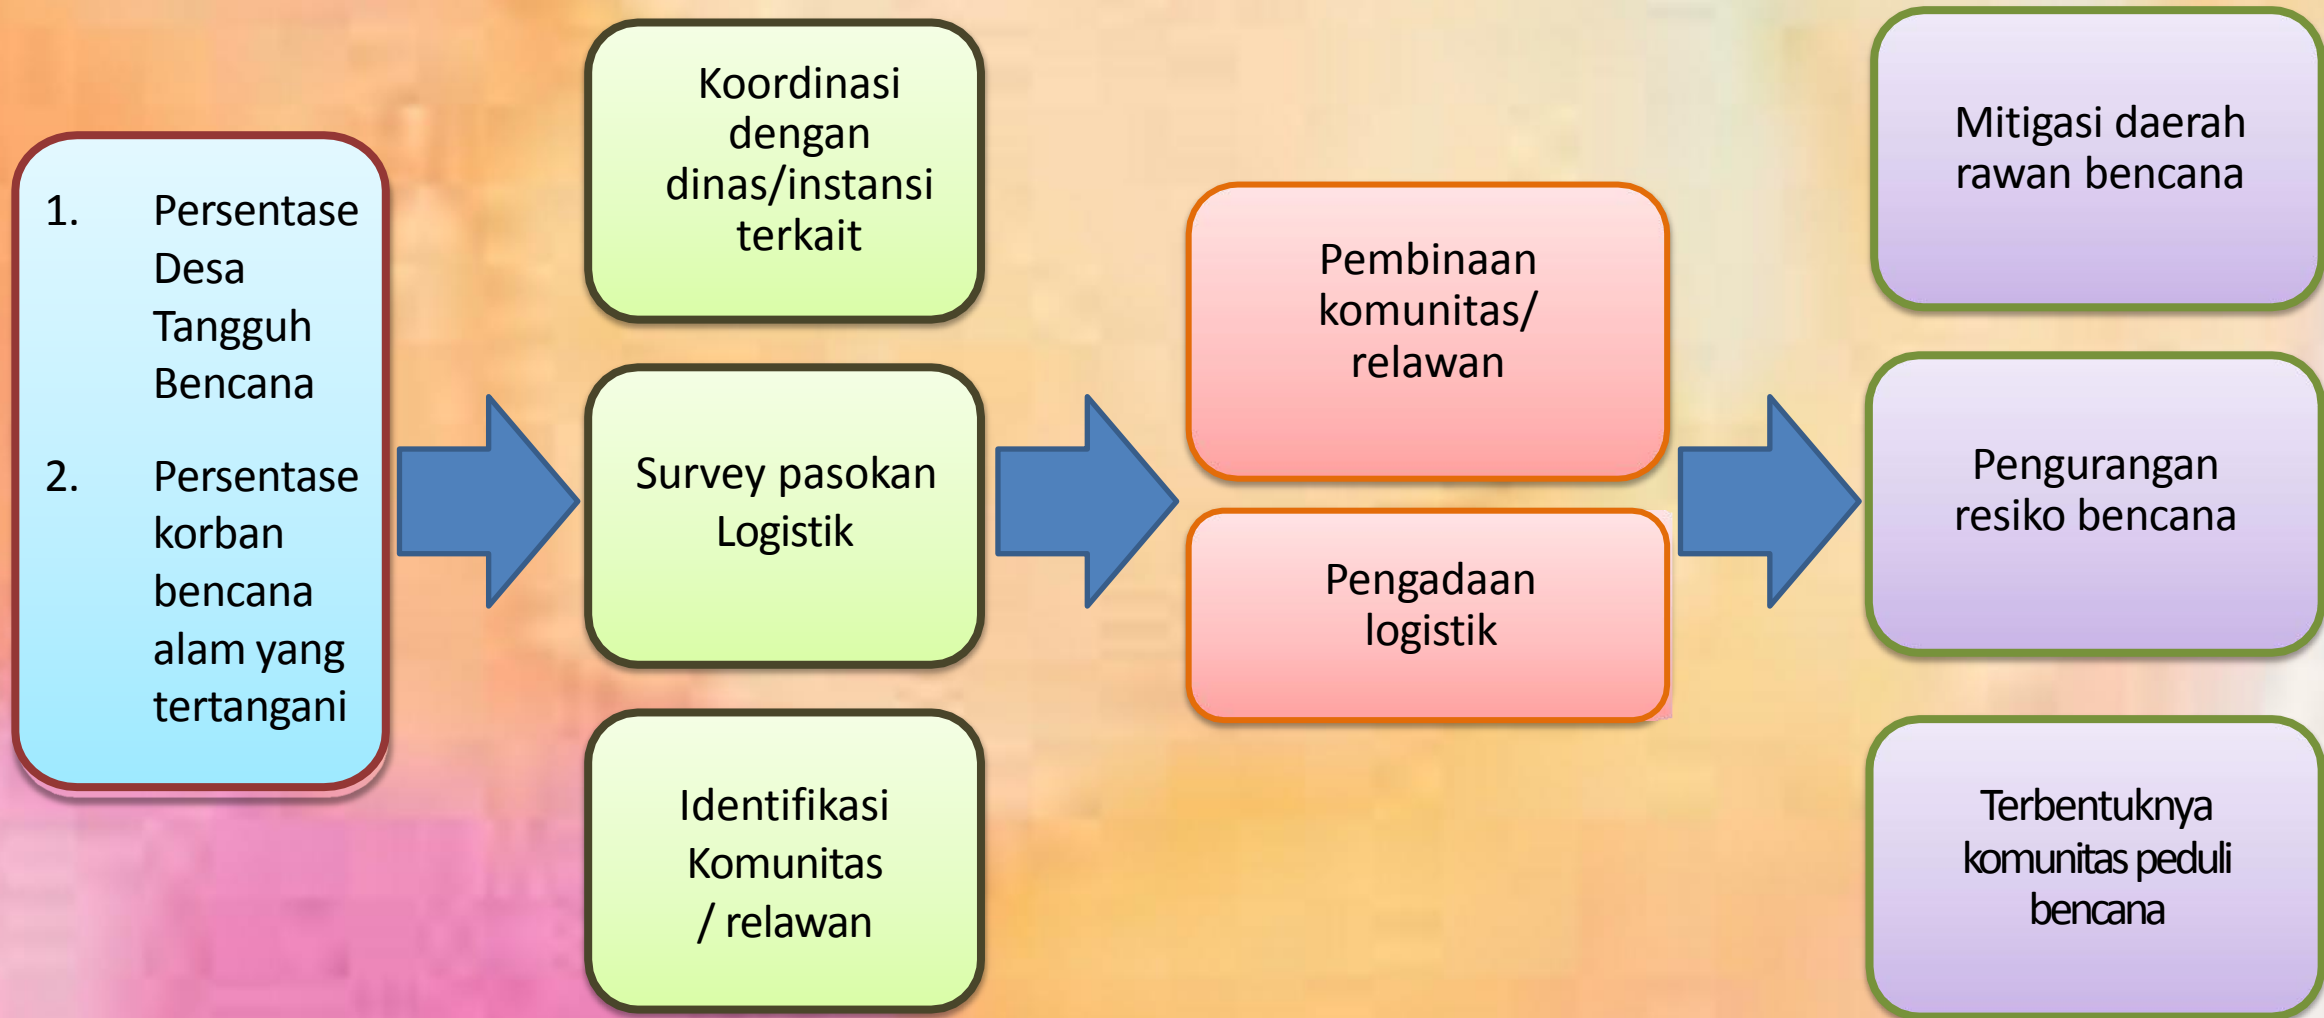 1. Persentase
Desa
Tangguh
Bencana
2. Persentase
korban
bencana
alam yang
tertangani
Koordinasi
dengan
dinas/instansi
terkait
Survey pasokan
Logistik
Identifikasi
Komunitas
/ relawan
Pembinaan
komunitas/
relawan
Pengadaan
logistik
Mitigasi daerah
rawan bencana
Pengurangan
resiko bencana
Terbentuknya
komunitas peduli
bencana